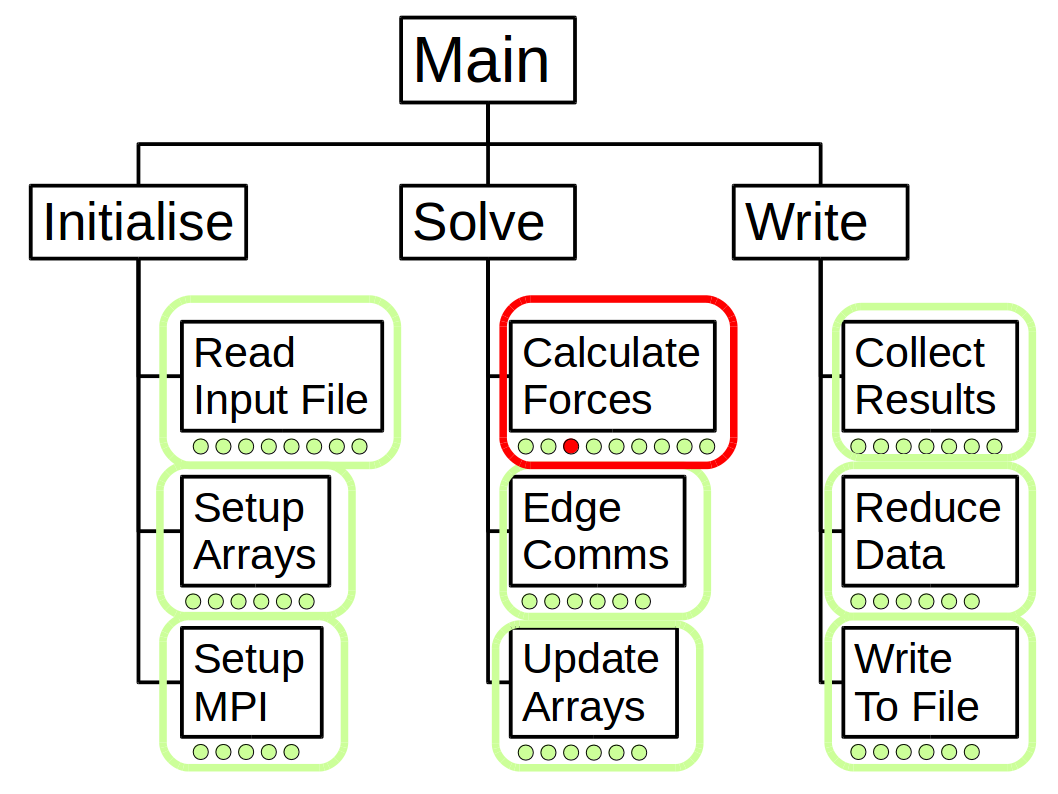 Main
Initialise
Solve
Write
Read
Input File
Calculate
Forces
Collect
Results
Setup
Arrays
Edge
Comms
Reduce
Data
Setup
MPI
Update
Arrays
Write
To File